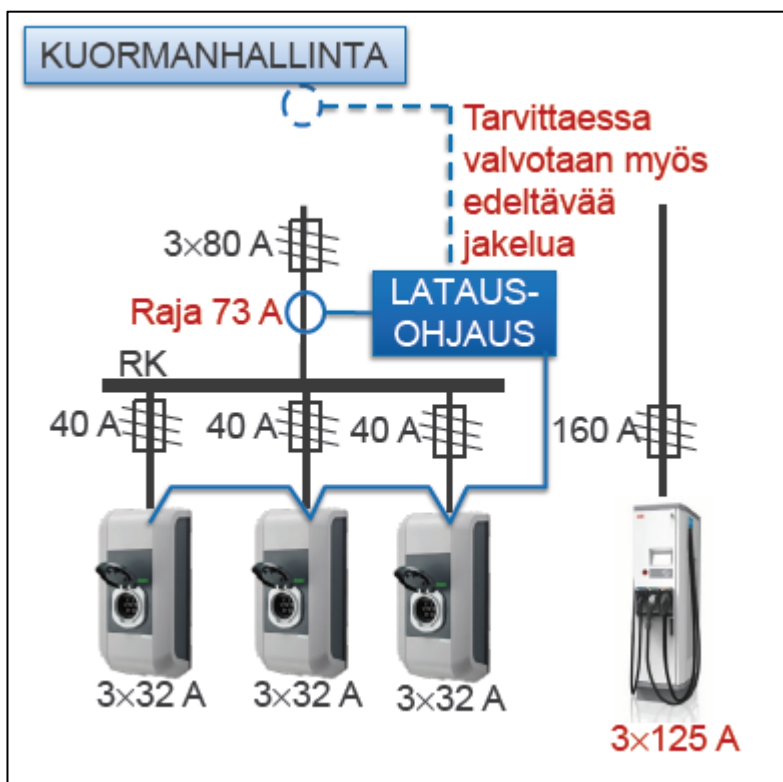 KUORMANHALLINTA
Tarvittaessa
valvotaan myös
edeltävää
jakelua
3×80 A
Raja 73 A
LATAUS-
OHJAUS
RK
40 A
40 A
40 A
160 A
3×32 A
3×32 A
3×32 A
3×125 A